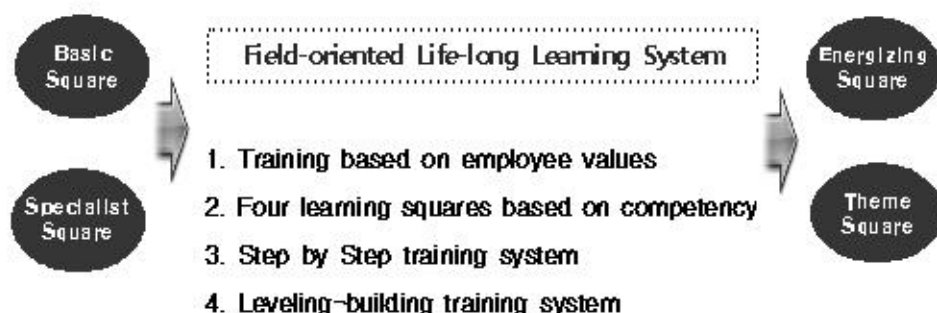 Basic
Square
Field-oriented Life-long Learning System
Energizing
Square
1. Training based on employee values
2. Four learning squares based on competency
3. Step by Step training system
4. Leveling-building training system
Specialist
Square
Theme
Square